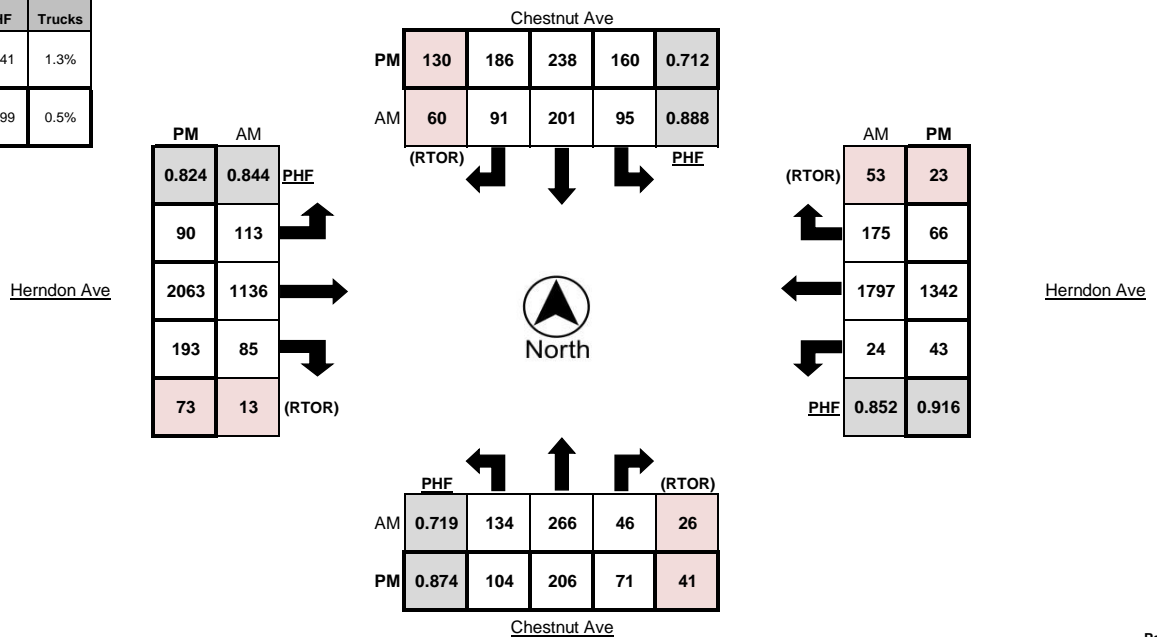 Trucks
41 1.3%
99 0.5%
Chestnut Ave
PM 130 186 238 160 0.712
AM 60 91 201 95 0.888
(RTOR) PHF
PM AM
0.824 0.844 PHF
90 113
Herndon Ave 2063 1136
193 85
73 13 (RTOR)
North
AM PM
(RTOR) 53 23
175 66
1797 1342 Herndon Ave
24 43
PHF 0.852 0.916
PHF (RTOR)
AM 0.719 134 266 46 26
PM 0.874 104 206 71 41
Chestnut Ave